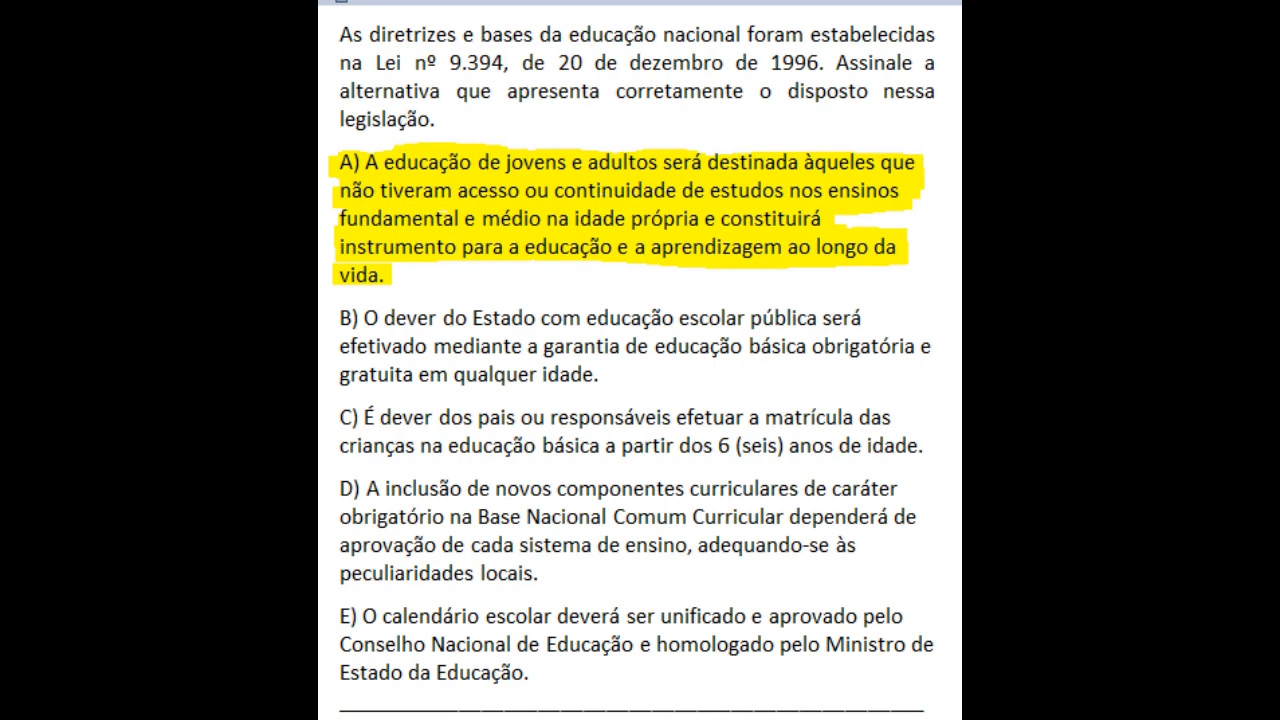 As diretrizes e bases da educação nacional foram estabelecidas
na Lei nº 9.394, de 20 de dezembro de 1996. Assinale a
alternativa que apresenta corretamente o disposto nessa
legislação.
A) A educação de jovens e adultos será destinada àqueles que
não tiveram acesso ou continuidade de estudos nos ensinos
fundamental e médio na idade própria e constituirá
instrumento para a educação e a aprendizagem ao longo da
vida.
B) O dever do Estado com educação escolar pública será
efetivado mediante a garantia de educação básica obrigatória e
gratuita em qualquer idade.
C) É dever dos pais ou responsáveis efetuar a matrícula das
crianças na educação básica a partir dos 6 (seis) anos de idade.
D) A inclusão de novos componentes curriculares de caráter
obrigatório na Base Nacional Comum Curricular dependerá de
aprovação de cada sistema de ensino, adequando-se às
peculiaridades locais.
E) O calendário escolar deverá ser unificado e aprovado pelo
Conselho Nacional de Educação e homologado pelo Ministro de
Estado da Educação.